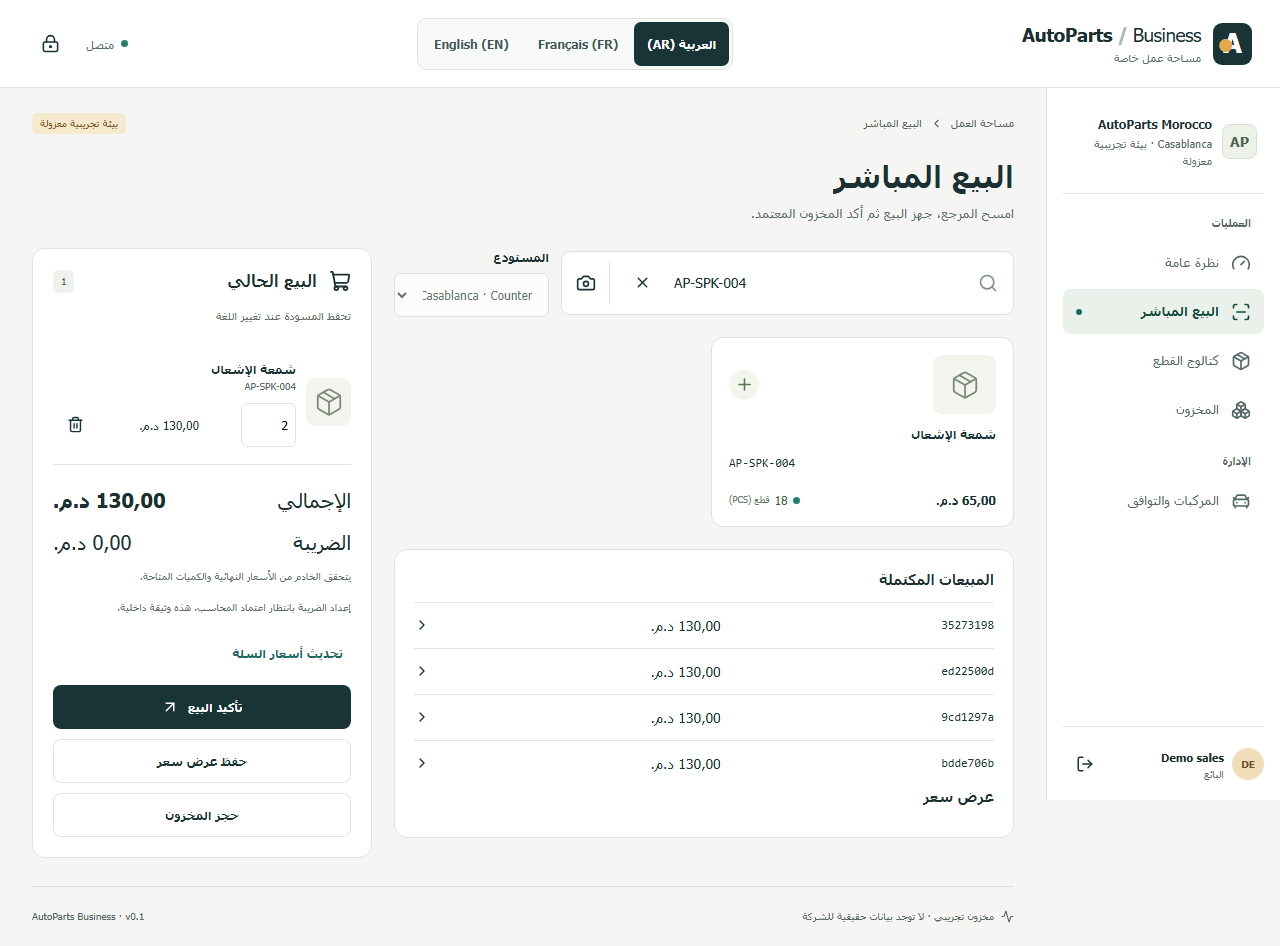 AutoParts / Business
مساحة عمل خاصة
العربية (AR)
Français (FR)
English (EN)
متصل
AP
AutoParts Morocco
Casablanca · بيئة تجريبية معزولة
العمليات
نظرة عامة
البيع المباشر
كتالوج القطع
المخزون
الإدارة
المركبات والتوافق
DE
Demo sales
البائع
مساحة العمل
البيع المباشر
بيئة تجريبية معزولة
البيع المباشر
امسح المرجع، جهز البيع ثم أكد المخزون المعتمد.
AP-SPK-004
المستودع
Casablanca · Counter
شمعة الإشعال
AP-SPK-004
65,00 د.م.
18 قطع (PCS)
المبيعات المكتملة
35273198
130,00 د.م.
ed22500d
130,00 د.م.
9cd1297a
130,00 د.م.
bdde706b
130,00 د.م.
عرض سعر
البيع الحالي
1
تحفظ المسودة عند تغيير اللغة
شمعة الإشعال
AP-SPK-004
2
130,00 د.م.
الإجمالي
130,00 د.م.
الضريبة
0,00 د.م.
يتحقق الخادم من الأسعار النهائية والكميات المتاحة.
إعداد الضريبة بانتظار اعتماد المحاسب، هذه وثيقة داخلية.
تحديث أسعار السلة
تأكيد البيع
حفظ عرض سعر
حجز المخزون
مخزون تجريبي · لا توجد بيانات حقيقية للشركة
AutoParts Business · v0.1